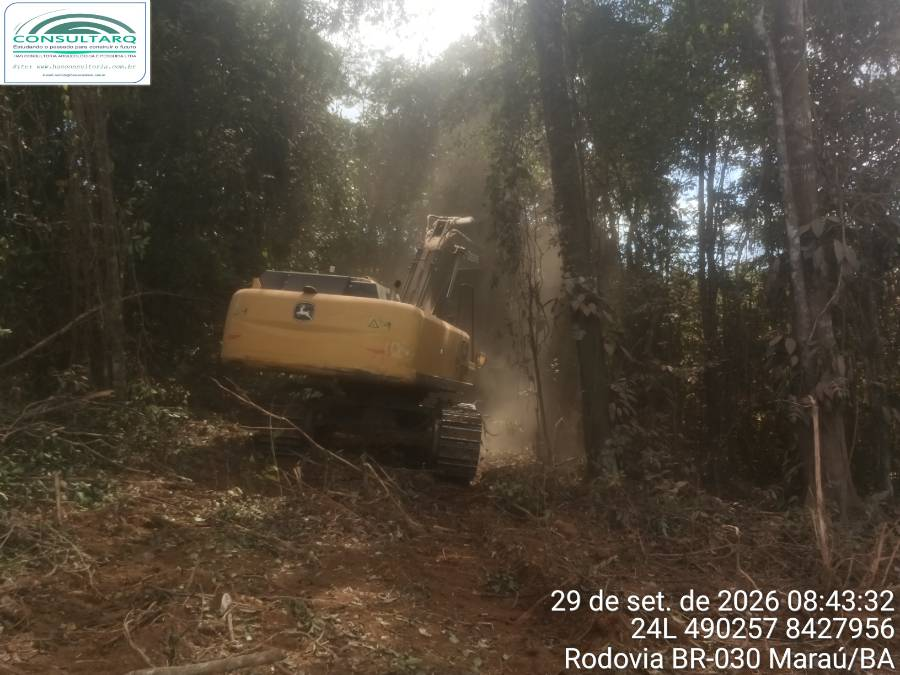 CONSULTARQ
Estudando o passado para construir o futuro
29 de set. de 2026 08:43:32
24L 490257 8427956
Rodovia BR-030 Maraú/BA